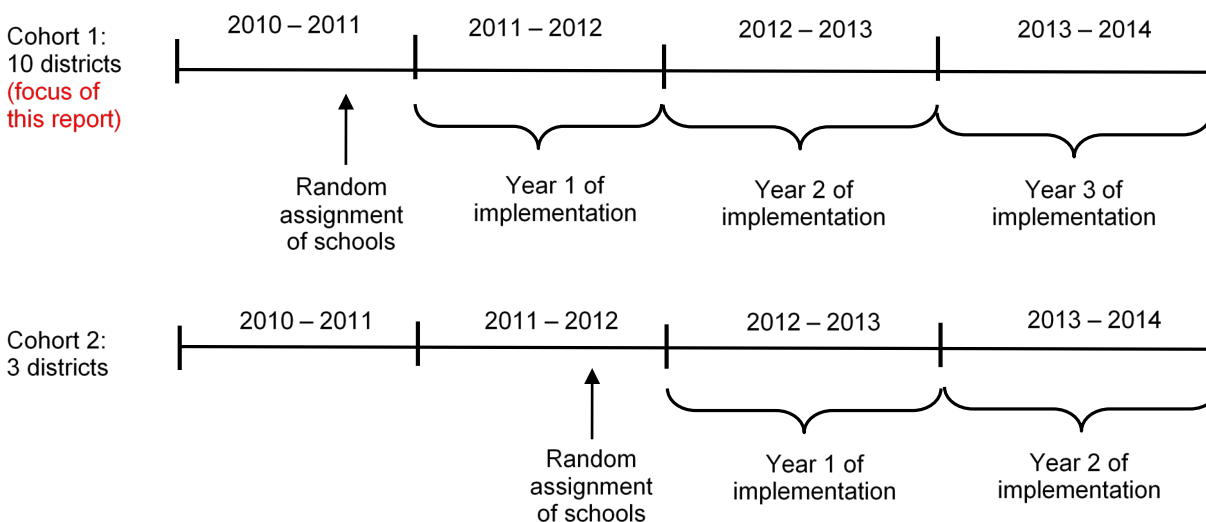 Cohort 1:
10 districts
(focus of
this report)
2010 – 2011
2011 – 2012
2012 – 2013
2013 – 2014
Random
assignment
of schools
Year 1 of
implementation
Year 2 of
implementation
Year 3 of
implementation
Cohort 2:
3 districts
2010 – 2011
2011 – 2012
2012 – 2013
2013 – 2014
Random
assignment
of schools
Year 1 of
implementation
Year 2 of
implementation